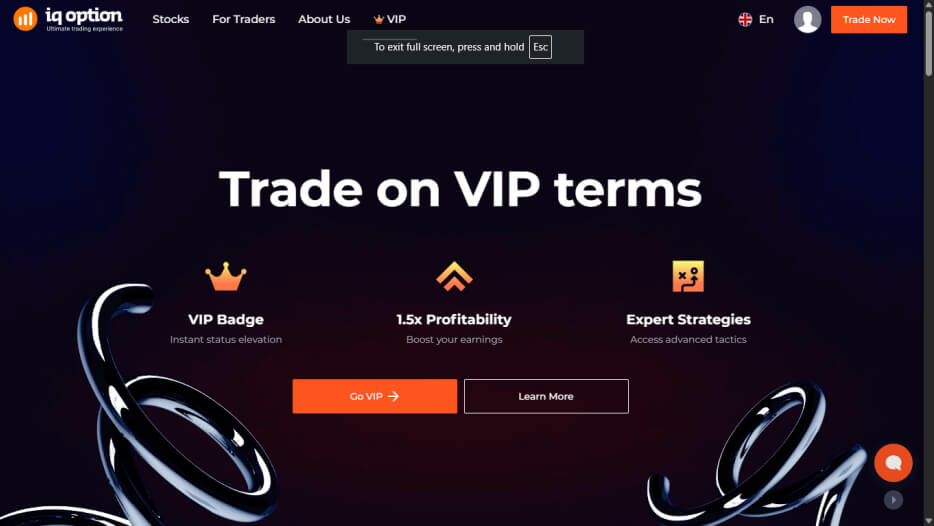 iq option
Ultimate trading experience
Stocks
For Traders
About Us
VIP
En
Trade Now
To exit full screen, press and hold Esc
Trade on VIP terms
VIP Badge
Instant status elevation
1.5x Profitability
Boost your earnings
Expert Strategies
Access advanced tactics
Go VIP
Learn More